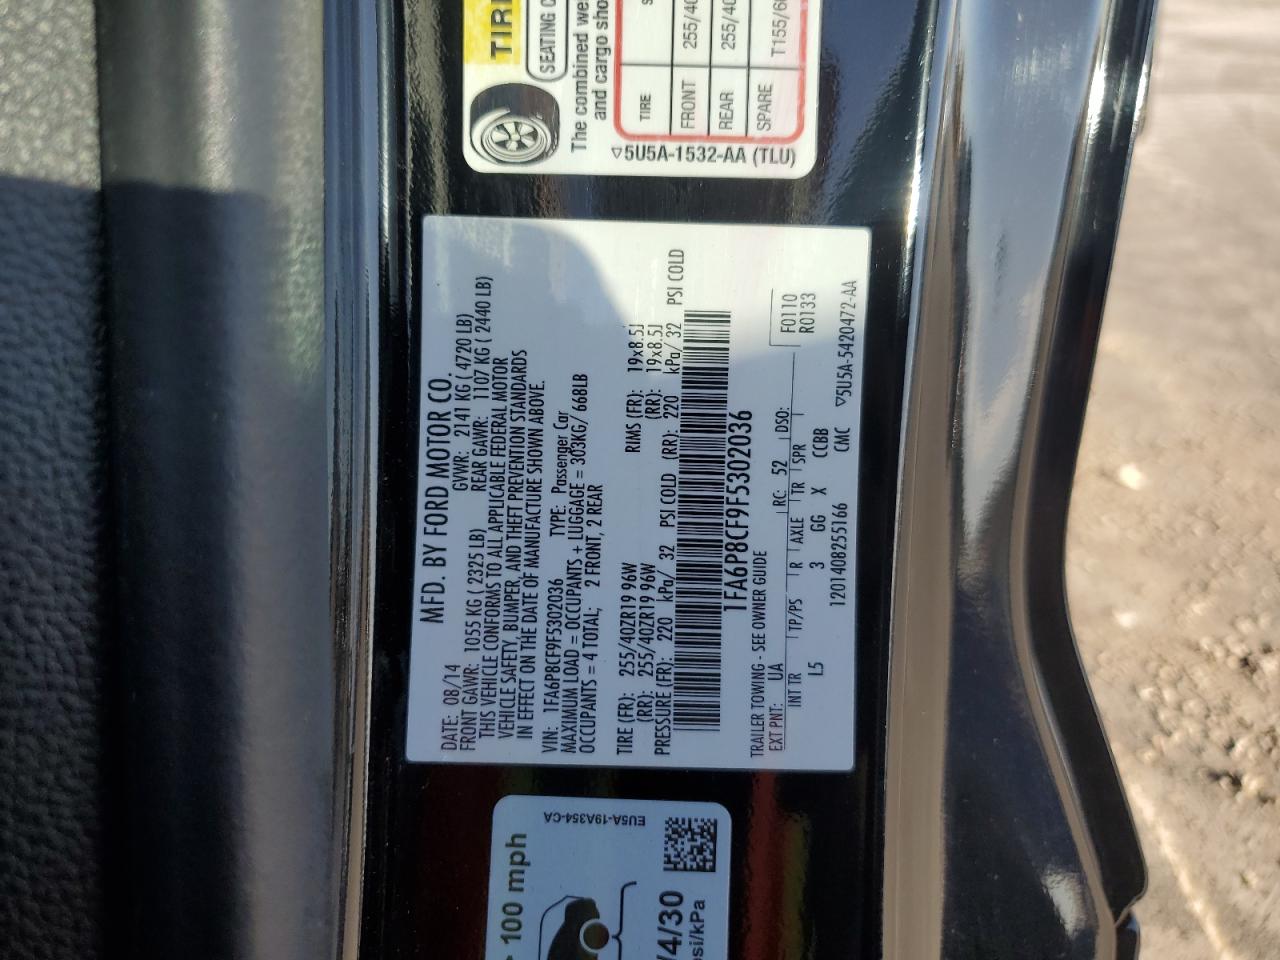 TIRE
SEATING C
The combined we
and cargo sho
TIRE S
FRONT 255/40
REAR 255/40
SPARE T155/60
▽5U5A-1532-AA (TLU)
MFD. BY FORD MOTOR CO.
DATE: 08/14 GVWR: 2141 KG ( 4720 LB)
FRONT GAWR: 1055 KG ( 2325 LB) REAR GAWR: 1107 KG ( 2440 LB)
THIS VEHICLE CONFORMS TO ALL APPLICABLE FEDERAL MOTOR
VEHICLE SAFETY, BUMPER, AND THEFT PREVENTION STANDARDS
IN EFFECT ON THE DATE OF MANUFACTURE SHOWN ABOVE.
VIN: 1FA6P8CF9F5302036 TYPE: Passenger Car
MAXIMUM LOAD = OCCUPANTS + LUGGAGE = 303KG/ 668LB
OCCUPANTS = 4 TOTAL; 2 FRONT, 2 REAR
TIRE (FR): 255/40ZR19 96W RIMS (FR): 19x8.5J
(RR): 255/40ZR19 96W (RR): 19x8.5J
PRESSURE (FR): 220 kPa/ 32 PSI COLD (RR): 220 kPa/ 32 PSI COLD
1FA6P8CF9F5302036
TRAILER TOWING - SEE OWNER GUIDE
EXT PNT: UA RC: 52 DSO: F0110
INT TR TP/PS R AXLE TR SPR R0133
L5 3 GG X CCBB
1201408255166 CMC ▽5U5A-5420472-AA
EU5A-19A354-CA
100 mph
/4/30
psi/kPa